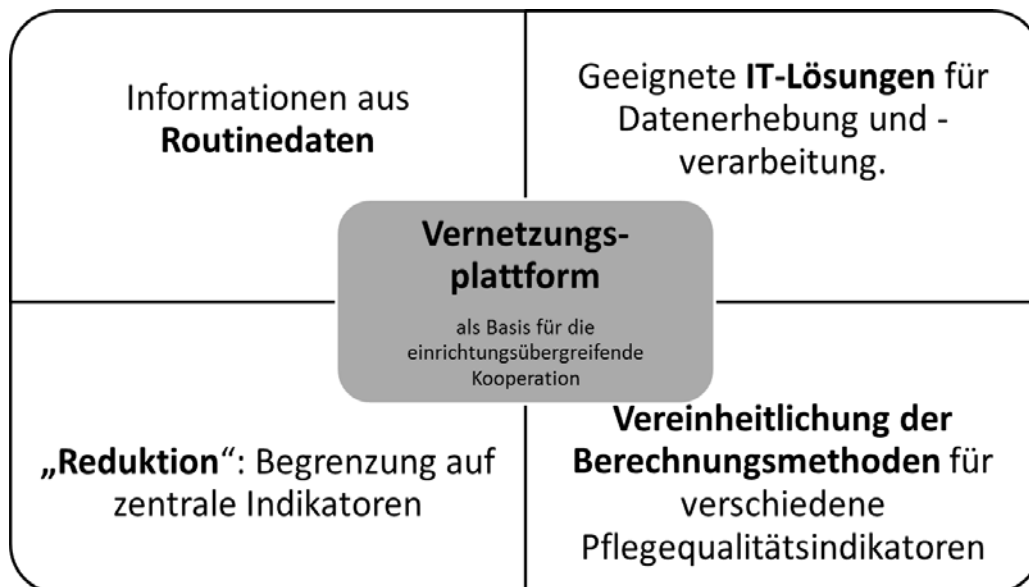 Informationen aus
Routinedaten
Geeignete IT-Lösungen für
Datenerhebung und -
verarbeitung.
Vernetzungs-
plattform
als Basis für die
einrichtungsübergreifende
Kooperation
„Reduktion“: Begrenzung auf
zentrale Indikatoren
Vereinheitlichung der
Berechnungsmethoden für
verschiedene
Pflegequalitätsindikatoren